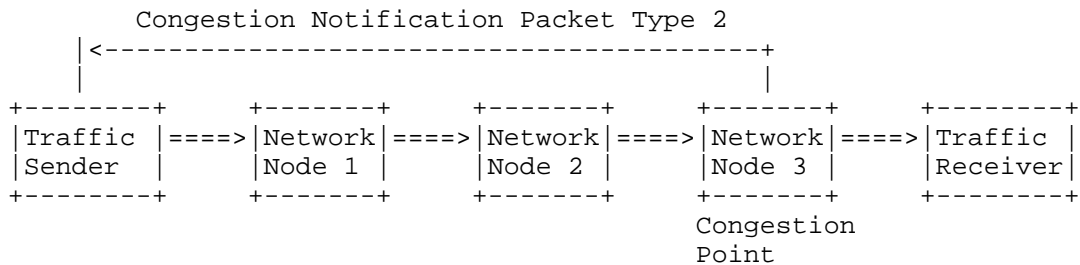 Congestion Notification Packet Type 2
|<-----------------------------------------+
|                                          |
+--------+     +-------+     +-------+     +-------+     +--------+
|Traffic |====>|Network|====>|Network|====>|Network|====>|Traffic |
|Sender  |     |Node 1 |     |Node 2 |     |Node 3 |     |Receiver|
+--------+     +-------+     +-------+     +-------+     +--------+
Congestion
Point